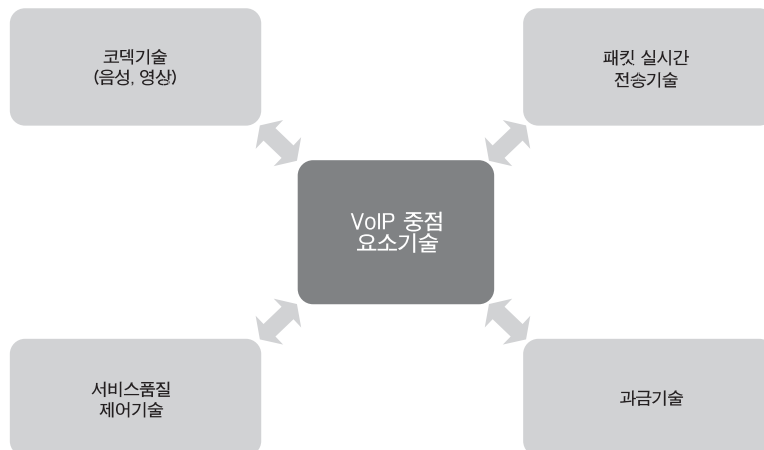 코덱기술
(음성, 영상)
패킷 실시간
전송기술
VoIP 중점
요소기술
서비스품질
제어기술
과금기술